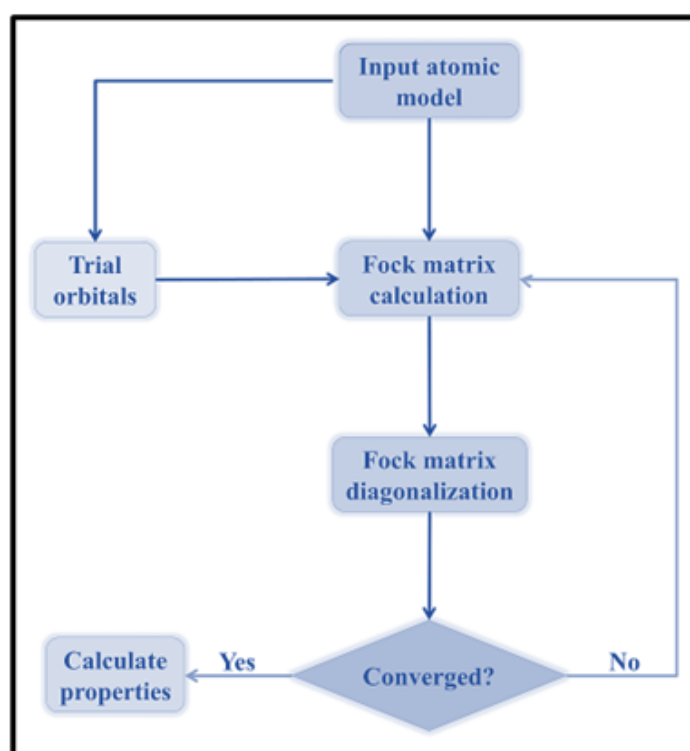 Input atomic
model
Trial
orbitals
Fock matrix
calculation
Fock matrix
diagonalization
Calculate
properties
Yes
Converged?
No